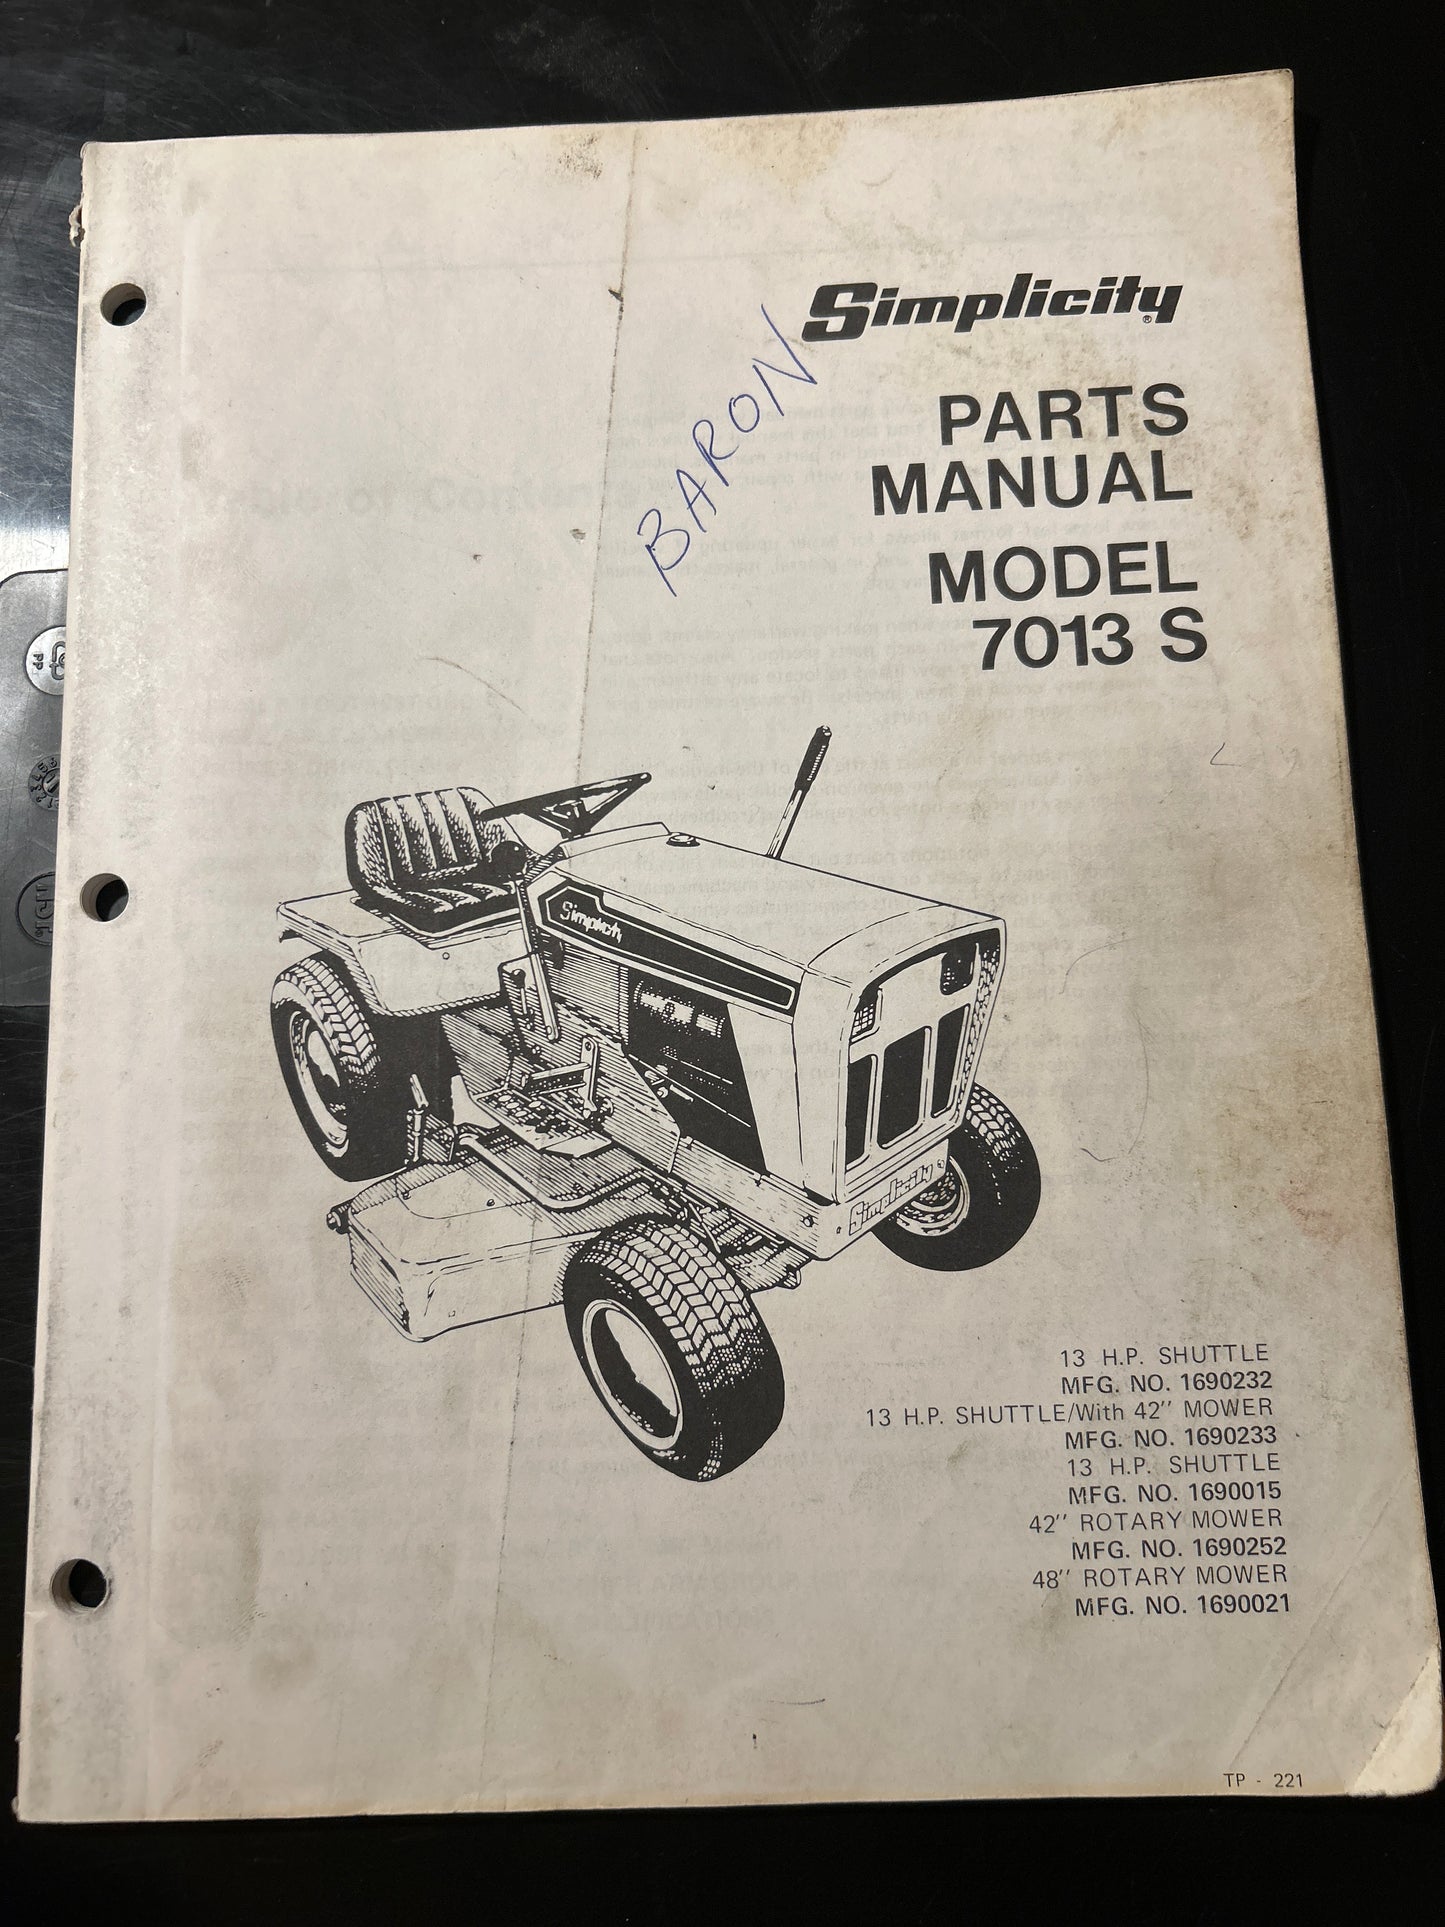 Simplicity®
BARON
PARTS
MANUAL
MODEL
7013 S
Simplicity
Simplicity
13 H.P. SHUTTLE
MFG. NO. 1690232
13 H.P. SHUTTLE/With 42" MOWER
MFG. NO. 1690233
13 H.P. SHUTTLE
MFG. NO. 1690015
42" ROTARY MOWER
MFG. NO. 1690252
48" ROTARY MOWER
MFG. NO. 1690021
TP - 221
PP